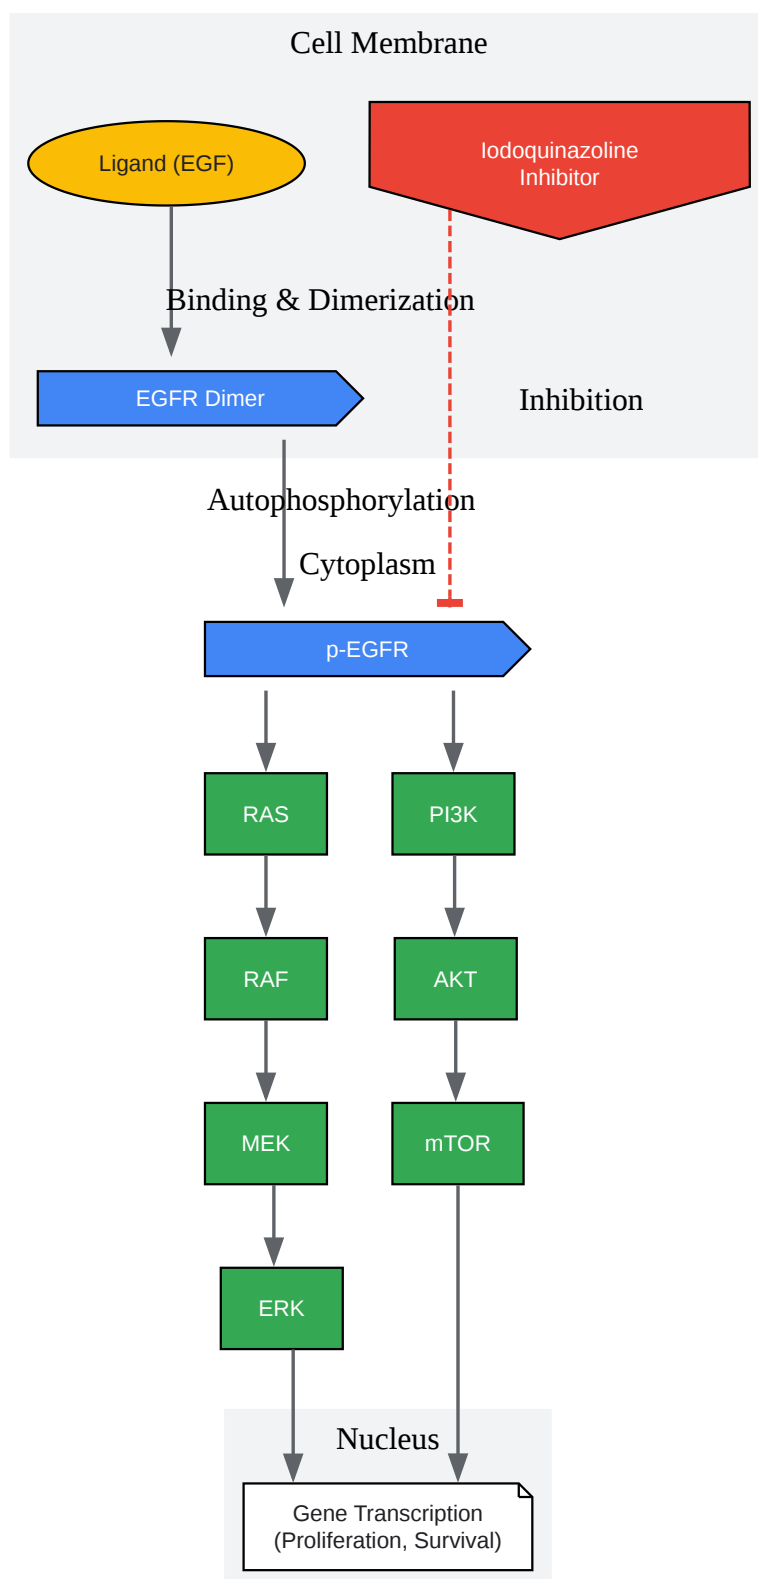 Cell Membrane
Ligand (EGF)
Iodoquinazoline
Inhibitor
Binding & Dimerization
EGFR Dimer
Inhibition
Autophosphorylation
Cytoplasm
p-EGFR
RAS
PI3K
RAF
AKT
MEK
mTOR
ERK
Nucleus
Gene Transcription
(Proliferation, Survival)